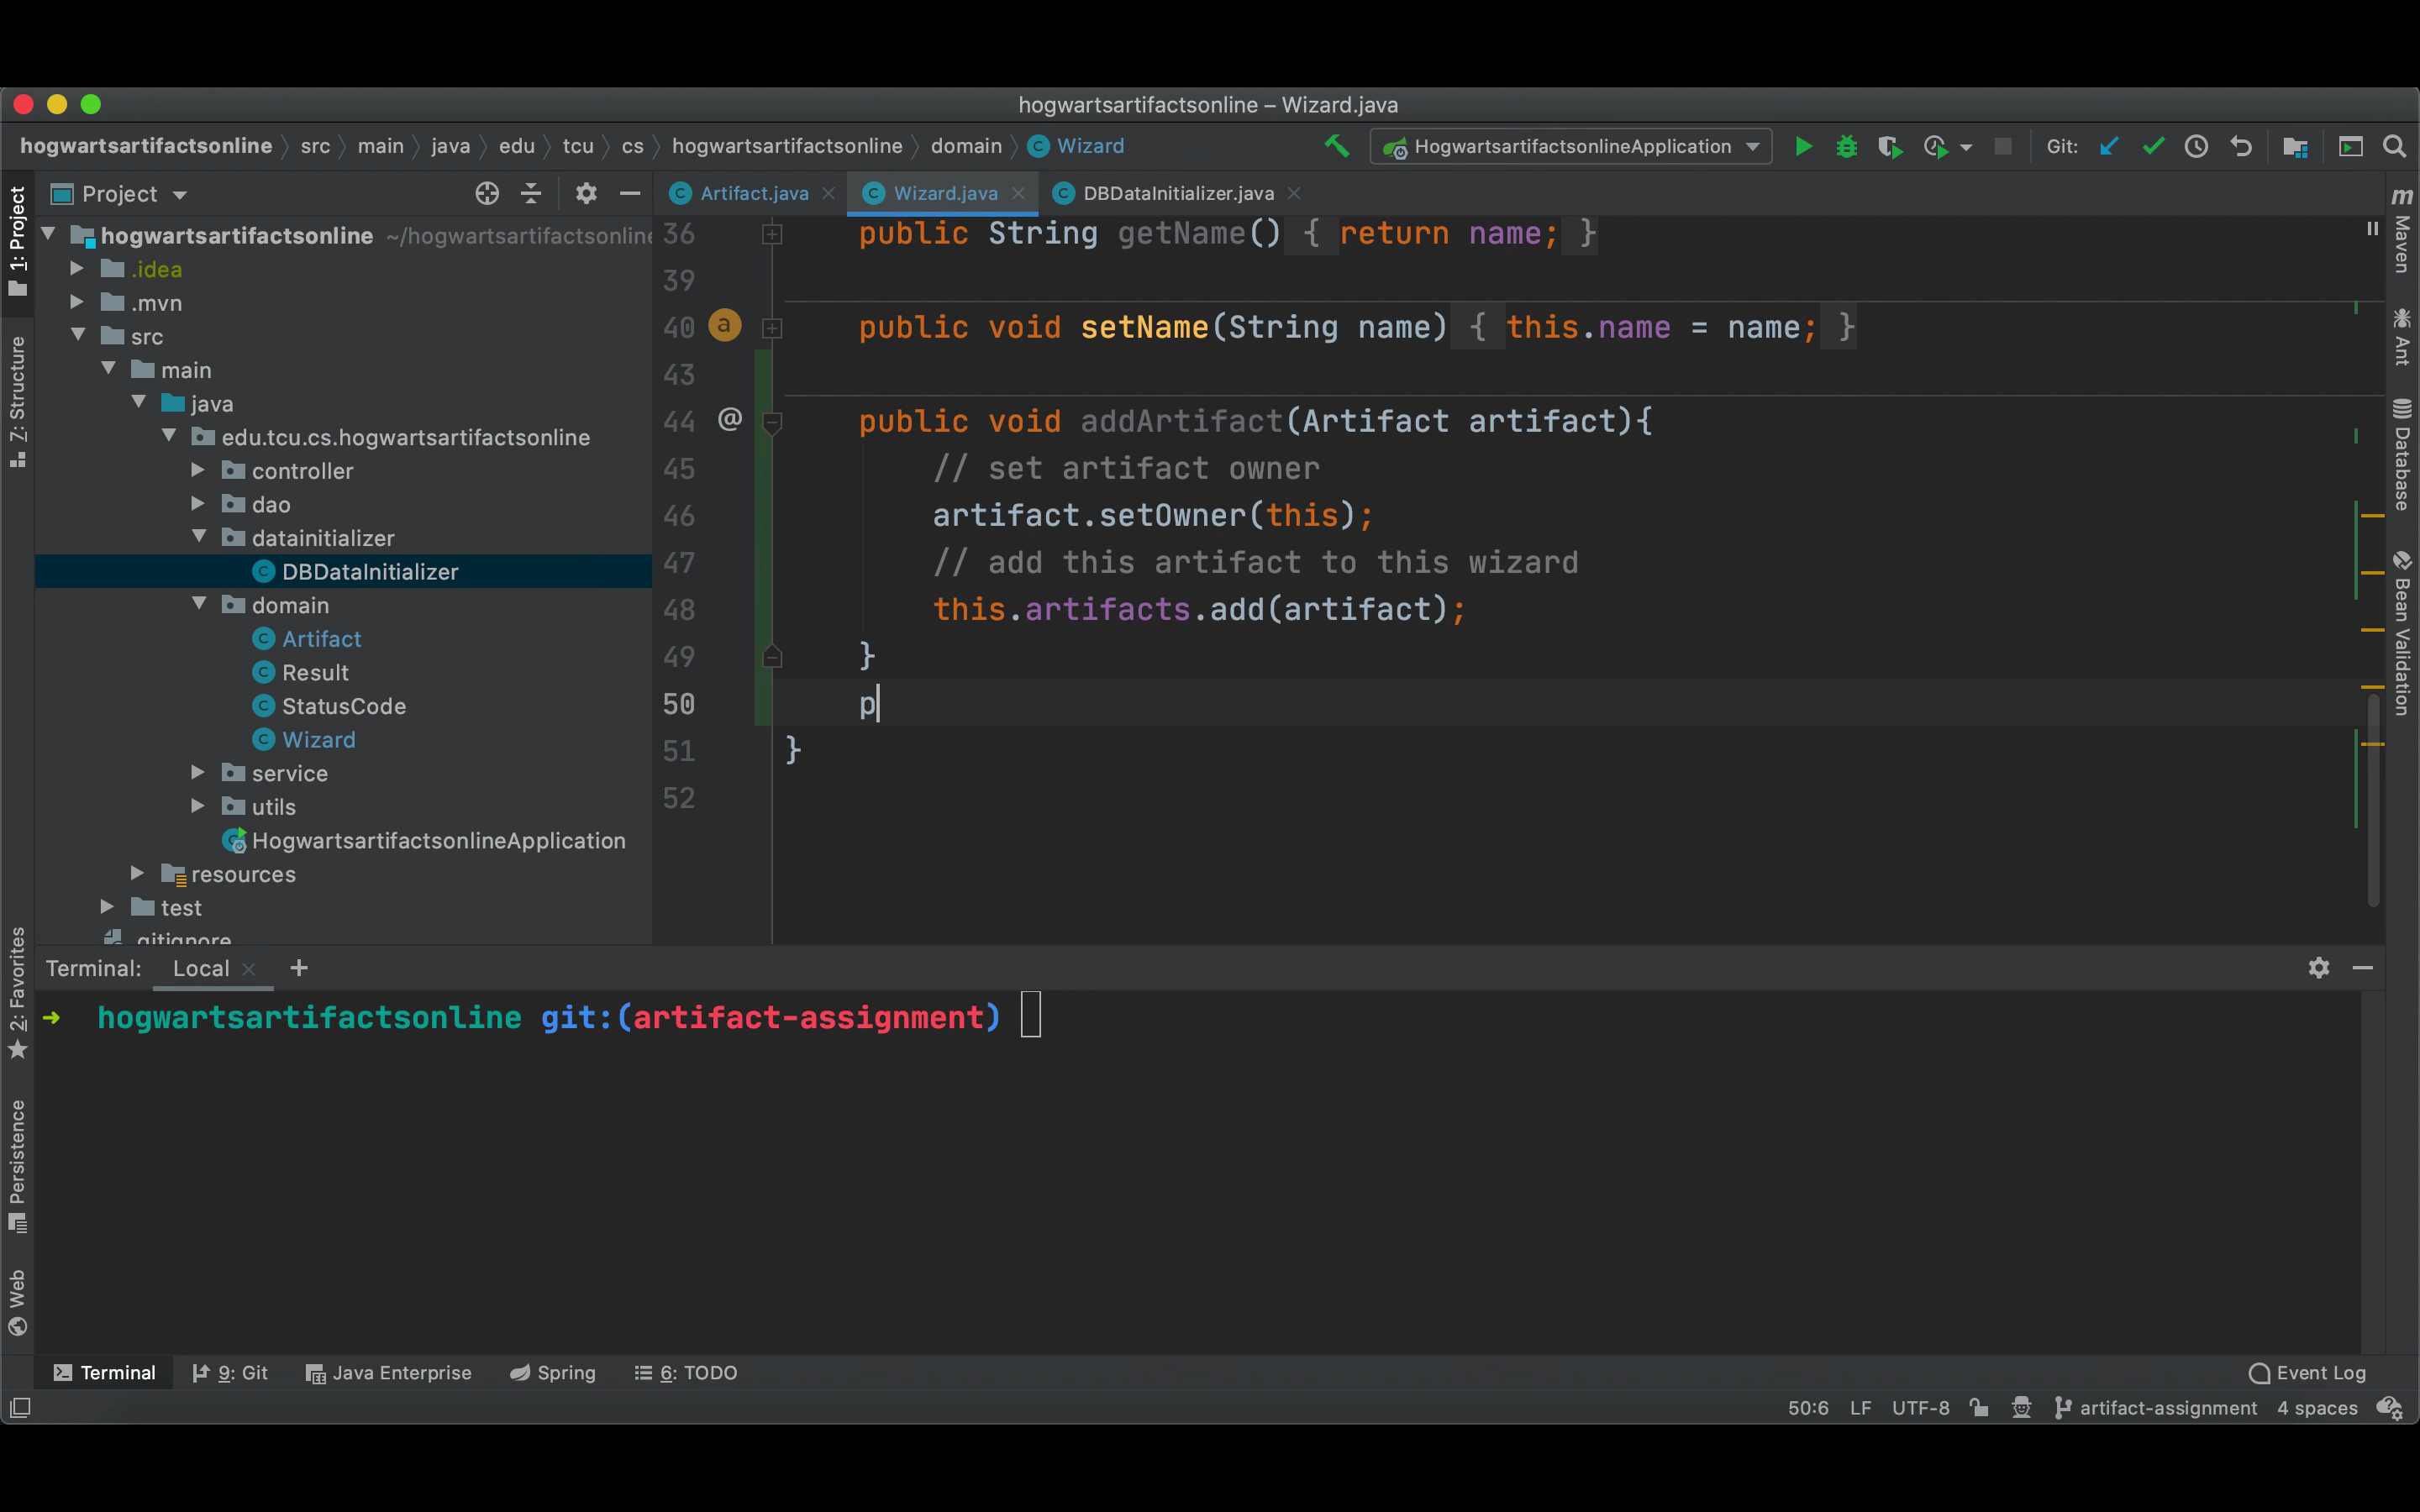 hogwartsartifactsonline – Wizard.java
hogwartsartifactsonline src main java edu tcu cs hogwartsartifactsonline domain Wizard HogwartsartifactsonlineApplication Git:
1: Project
Z: Structure
2: Favorites
Persistence
Web
Project
hogwartsartifactsonline ~/hogwartsartifactsonline
.idea
.mvn
src
main
java
edu.tcu.cs.hogwartsartifactsonline
controller
dao
datainitializer
DBDataInitializer
domain
Artifact
Result
StatusCode
Wizard
service
utils
HogwartsartifactsonlineApplication
resources
test
.gitignore
Artifact.java Wizard.java DBDataInitializer.java
36 public String getName() { return name; }
39
40 a public void setName(String name) { this.name = name; }
43
44 @ public void addArtifact(Artifact artifact){
45 // set artifact owner
46 artifact.setOwner(this);
47 // add this artifact to this wizard
48 this.artifacts.add(artifact);
49 }
50 p
51 }
52
m Maven
Ant
Database
Bean Validation
Terminal: Local +
➜ hogwartsartifactsonline git:(artifact-assignment)
Terminal 9: Git Java Enterprise Spring 6: TODO Event Log
50:6 LF UTF-8 artifact-assignment 4 spaces